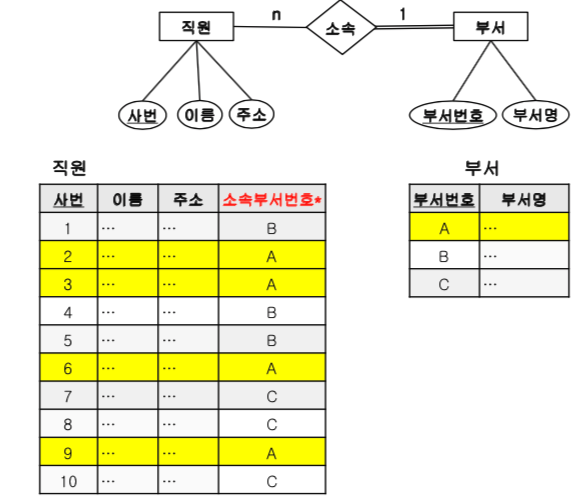 직원 n 소속 1 부서
사번 이름 주소 부서번호 부서명
직원 부서
사번 이름 주소 소속부서번호* 부서번호 부서명
1 … … B A …
2 … … A B …
3 … … A C …
4 … … B
5 … … B
6 … … A
7 … … C
8 … … C
9 … … A
10 … … C